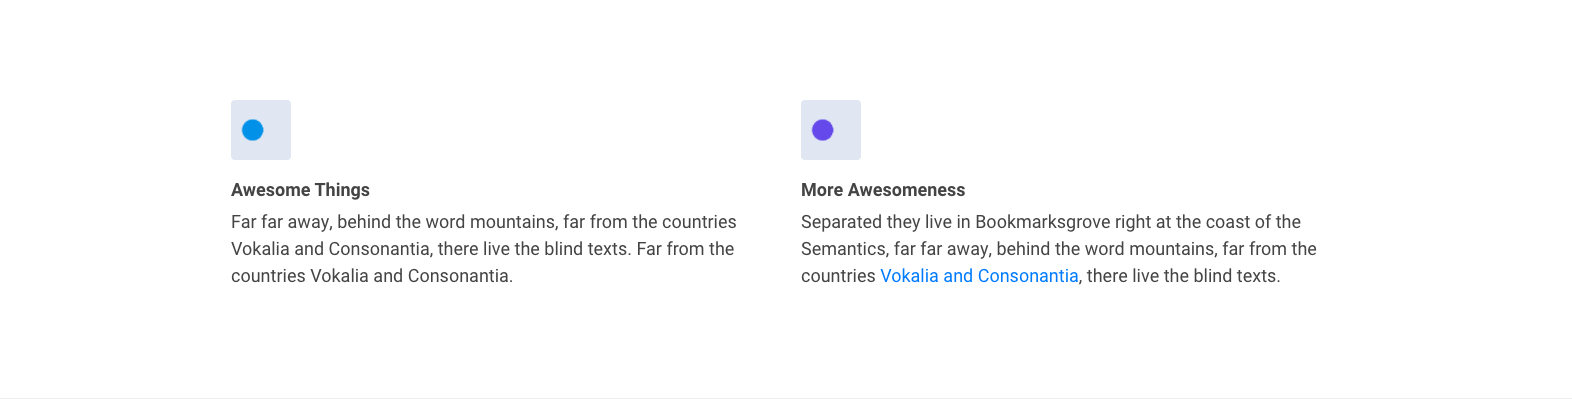 Awesome Things
Far far away, behind the word mountains, far from the countries
Vokalia and Consonantia, there live the blind texts. Far from the
countries Vokalia and Consonantia.
More Awesomeness
Separated they live in Bookmarksgrove right at the coast of the
Semantics, far far away, behind the word mountains, far from the
countries Vokalia and Consonantia, there live the blind texts.